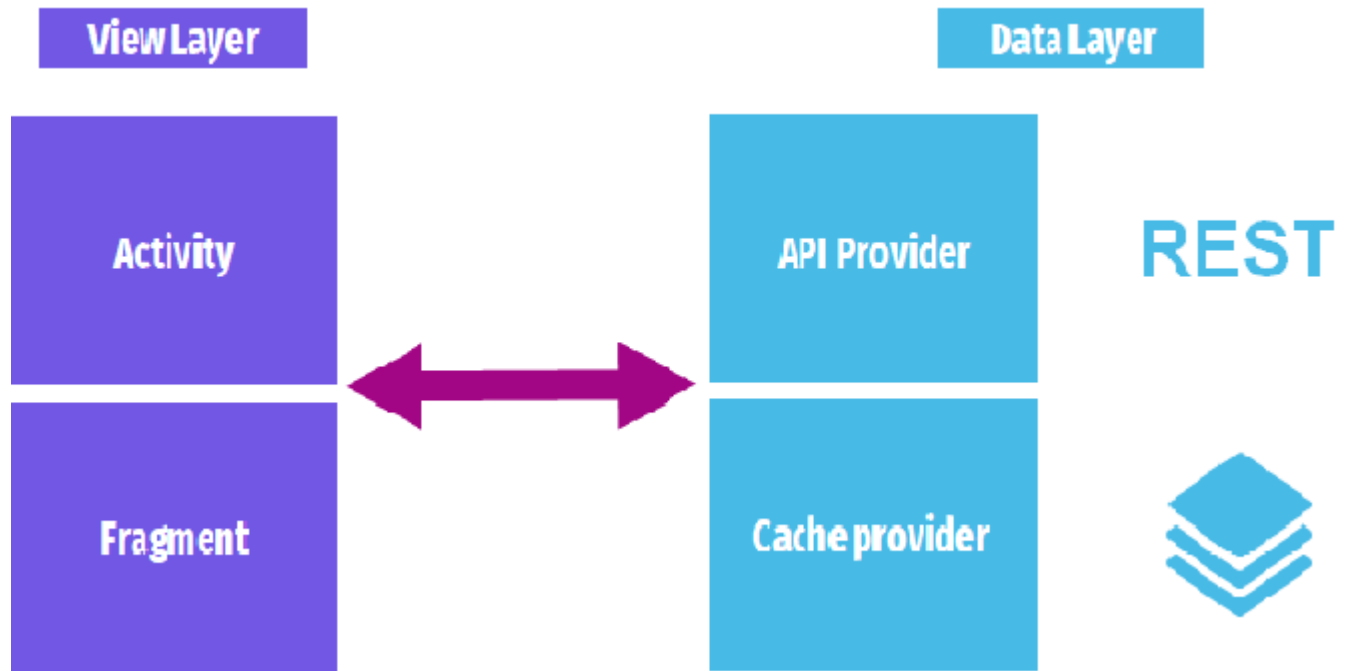 View Layer
Data Layer
Activity
API Provider
REST
Fragment
Cache provider